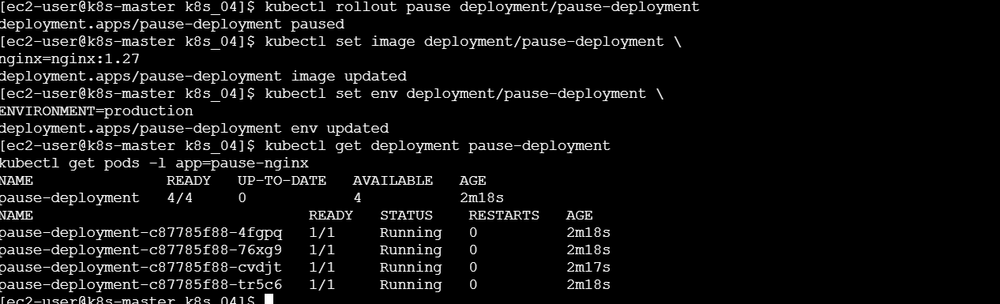 [ec2-user@k8s-master k8s_04]$ kubectl rollout pause deployment/pause-deployment
deployment.apps/pause-deployment paused
[ec2-user@k8s-master k8s_04]$ kubectl set image deployment/pause-deployment \
nginx=nginx:1.27
deployment.apps/pause-deployment image updated
[ec2-user@k8s-master k8s_04]$ kubectl set env deployment/pause-deployment \
ENVIRONMENT=production
deployment.apps/pause-deployment env updated
[ec2-user@k8s-master k8s_04]$ kubectl get deployment pause-deployment
kubectl get pods -l app=pause-nginx
NAME READY UP-TO-DATE AVAILABLE AGE
pause-deployment 4/4 0 4 2m18s
NAME READY STATUS RESTARTS AGE
pause-deployment-c87785f88-4fgpq 1/1 Running 0 2m18s
pause-deployment-c87785f88-76xg9 1/1 Running 0 2m18s
pause-deployment-c87785f88-cvdjt 1/1 Running 0 2m17s
pause-deployment-c87785f88-tr5c6 1/1 Running 0 2m18s
[ec2-user@k8s-master k8s_04]$